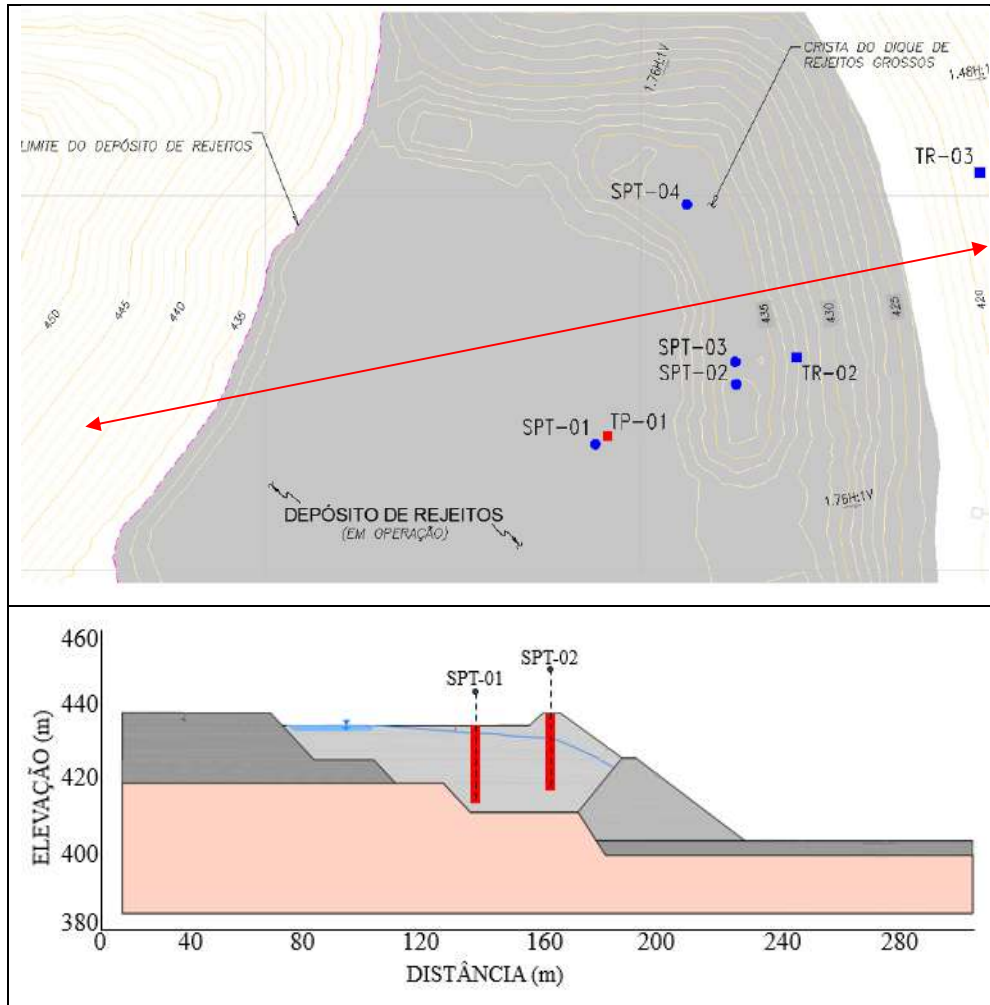 CRISTA DO DIQUE DE
REJEITOS GROSSOS
1.76H:1V
1.48H:1V
LIMITE DO DEPÓSITO DE REJEITOS
TR-03
SPT-04
450
445
440
435
435
430
425
420
SPT-03
SPT-02
TR-02
SPT-01
TP-01
1.76H:1V
DEPÓSITO DE REJEITOS
(EM OPERAÇÃO)
460
440
420
400
380
ELEVAÇÃO (m)
SPT-01
SPT-02
0
40
80
120
160
200
240
280
DISTÂNCIA (m)